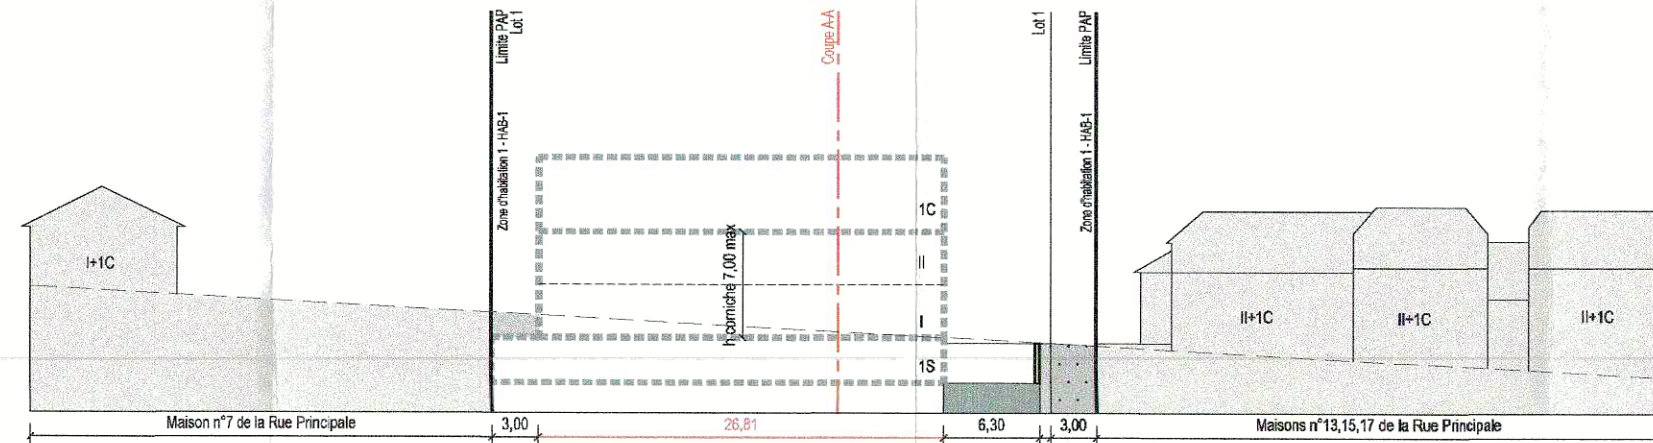 Limite PAP
Lot 1
Zone d'habitation 1 - HAB-1
Coupe A-A
Lot 1
Limite PAP
Zone d'habitation 1 - HAB-1
I+1C
1C
II
h corniche 7,00 max
I
1S
II+1C
II+1C
II+1C
Maison n°7 de la Rue Principale
3,00
26,81
6,30
3,00
Maisons n°13,15,17 de la Rue Principale